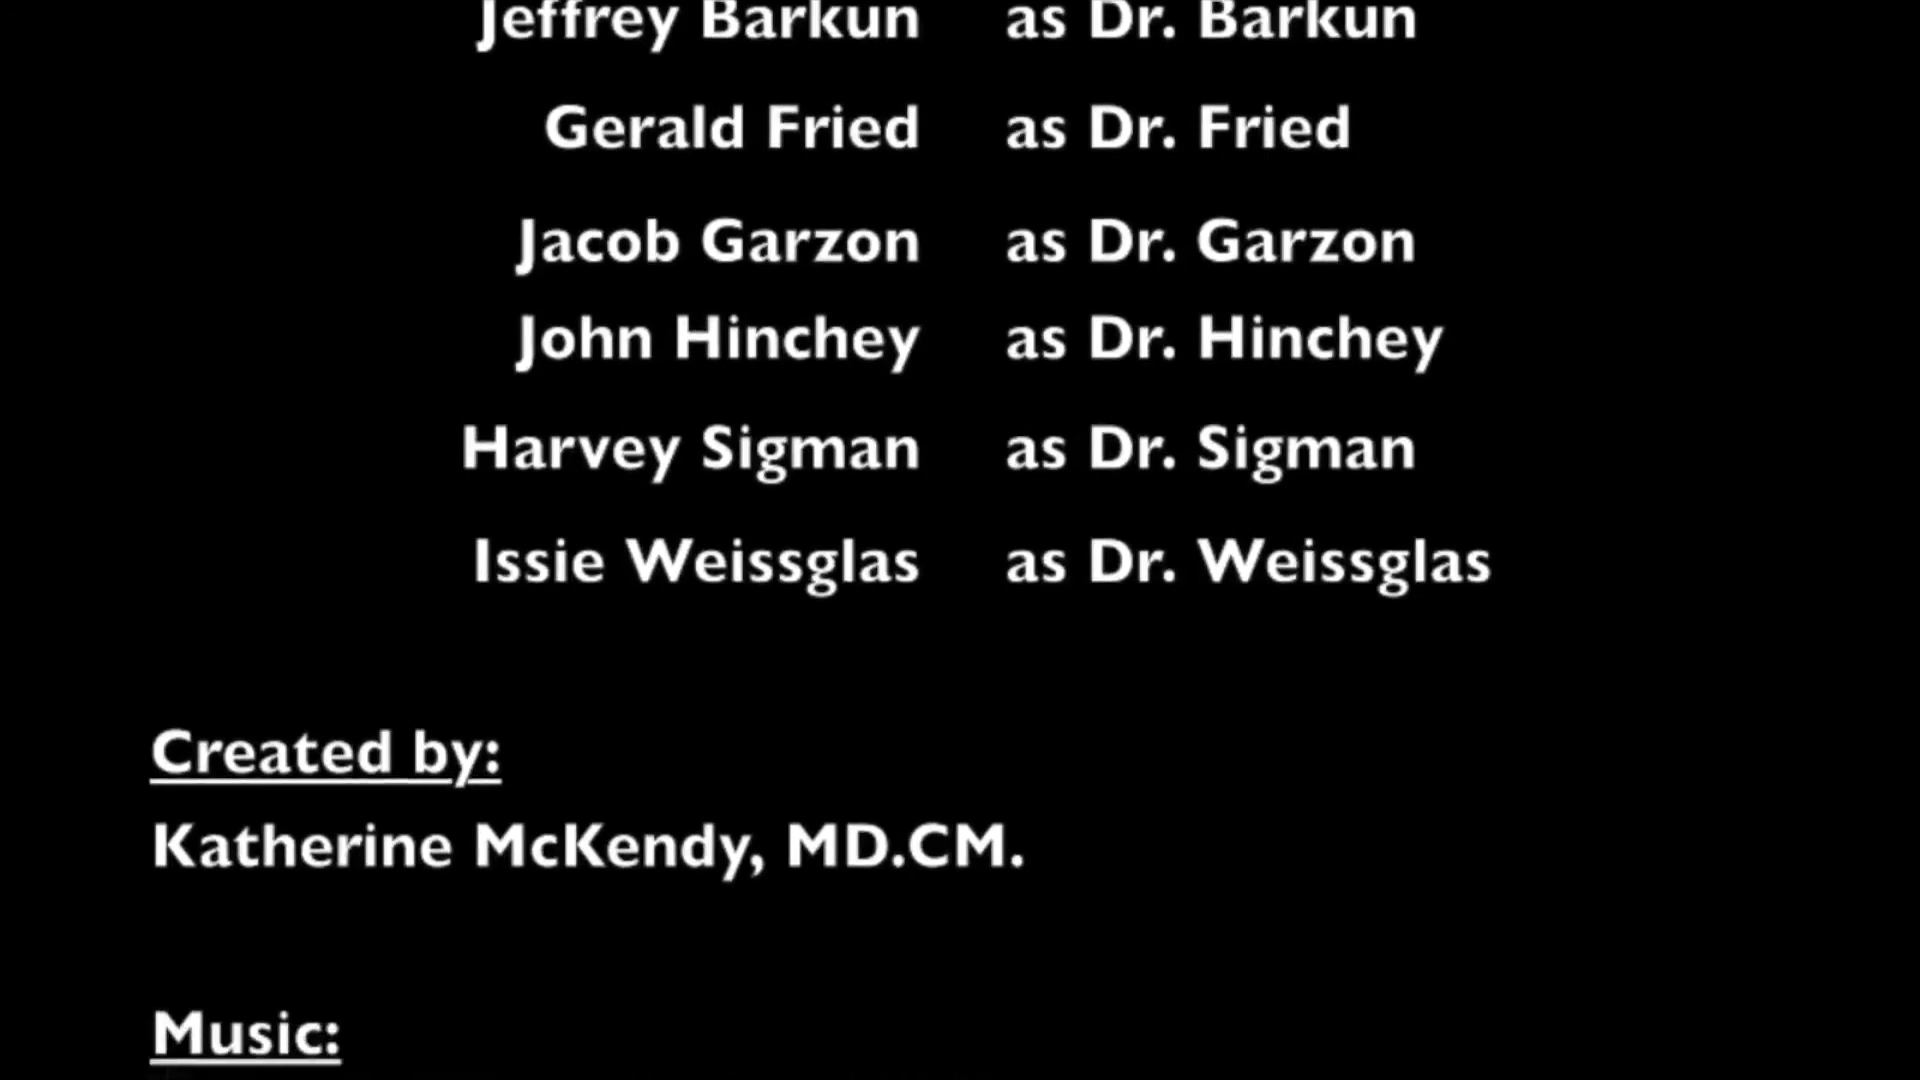 Jeffrey Barkun as Dr. Barkun
Gerald Fried as Dr. Fried
Jacob Garzon as Dr. Garzon
John Hinchey as Dr. Hinchey
Harvey Sigman as Dr. Sigman
Issie Weissglas as Dr. Weissglas
Created by:
Katherine McKendy, MD.CM.
Music: